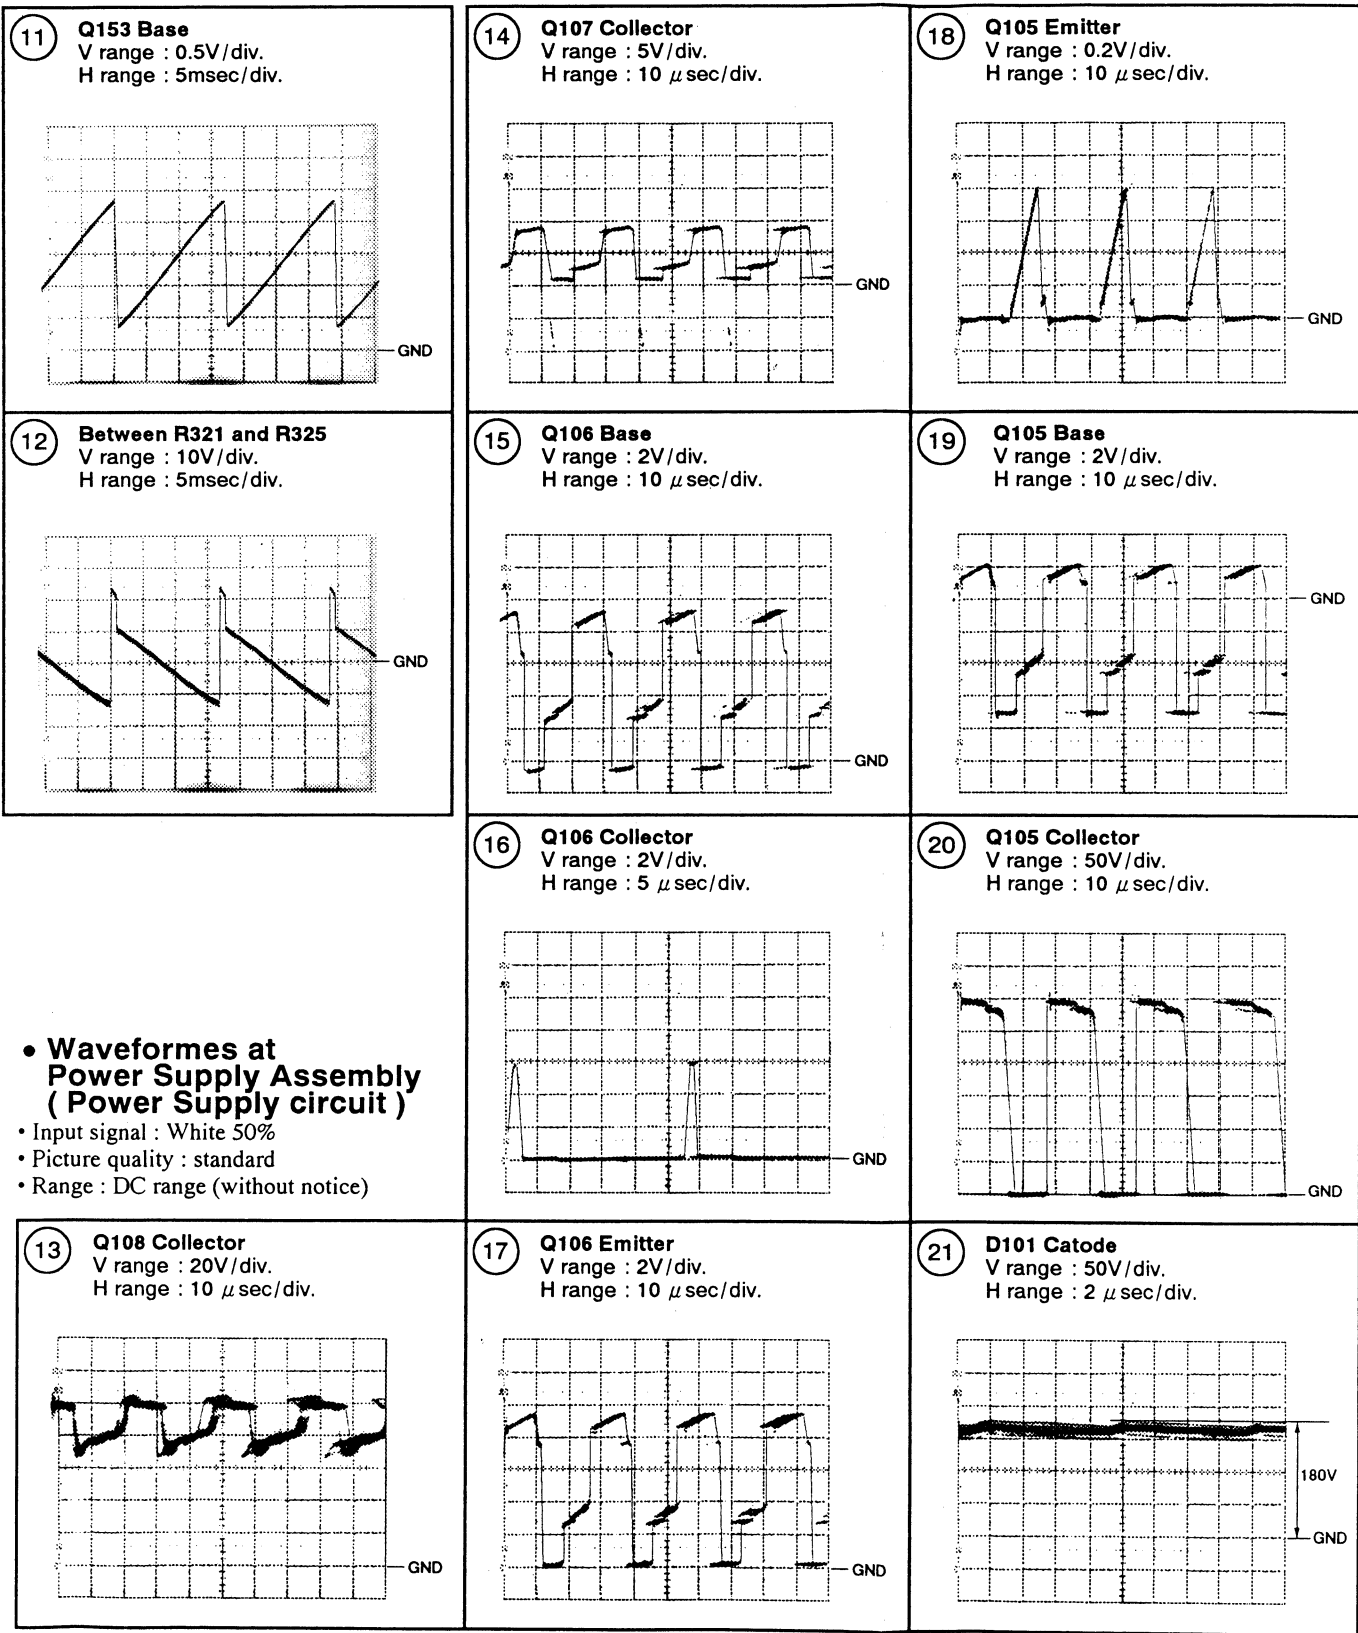 11
Q153 Base
V range : 0.5V/div.
H range : 5msec/div.
GND
12
Between R321 and R325
V range : 10V/div.
H range : 5msec/div.
GND
• Waveformes at
Power Supply Assembly
( Power Supply circuit )
• Input signal : White 50%
• Picture quality : standard
• Range : DC range (without notice)
13
Q108 Collector
V range : 20V/div.
H range : 10 μsec/div.
GND
14
Q107 Collector
V range : 5V/div.
H range : 10 μsec/div.
GND
15
Q106 Base
V range : 2V/div.
H range : 10 μsec/div.
GND
16
Q106 Collector
V range : 2V/div.
H range : 5 μsec/div.
GND
17
Q106 Emitter
V range : 2V/div.
H range : 10 μsec/div.
GND
18
Q105 Emitter
V range : 0.2V/div.
H range : 10 μsec/div.
GND
19
Q105 Base
V range : 2V/div.
H range : 10 μsec/div.
GND
20
Q105 Collector
V range : 50V/div.
H range : 10 μsec/div.
GND
21
D101 Catode
V range : 50V/div.
H range : 2 μsec/div.
180V
GND